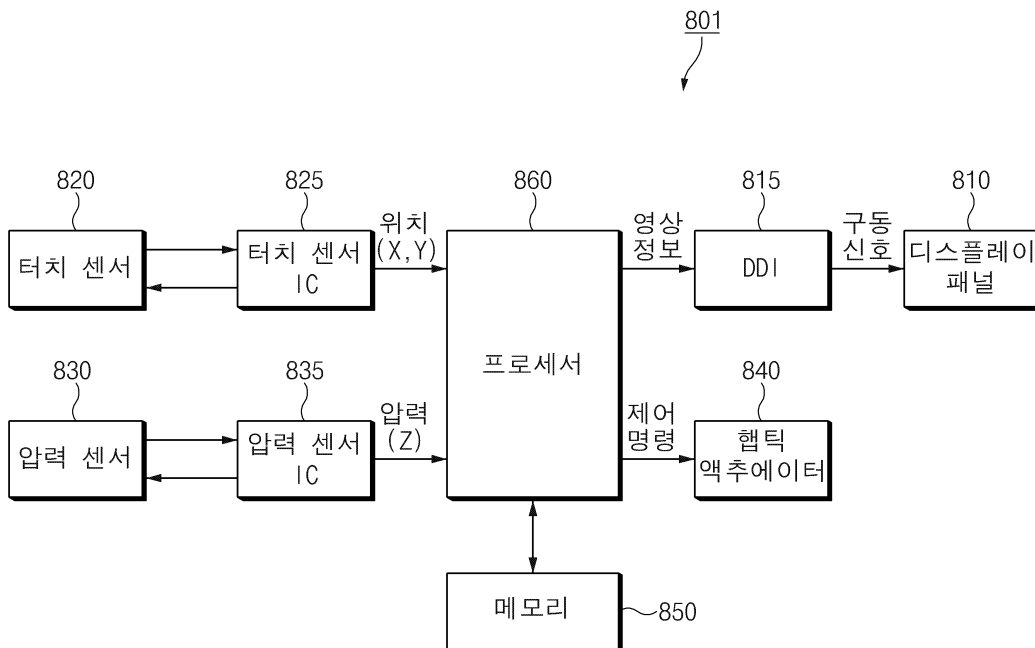 801
820
825
860
815
810
터치 센서
터치 센서
IC
위치
(X,Y)
프로세서
영상
정보
DDI
구동
신호
디스플레이
패널
830
835
840
압력 센서
압력 센서
IC
압력
(Z)
제어
명령
햅틱
액추에이터
메모리
850